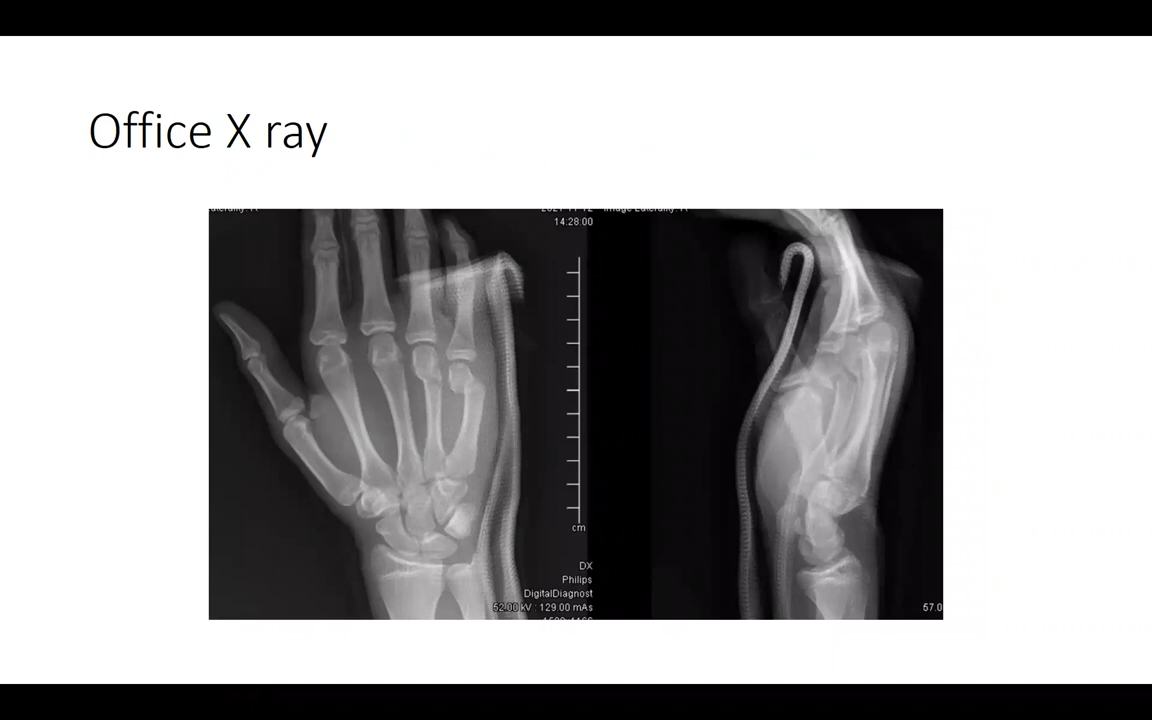 Office X ray
14:28:00
cm
DX
Philips
DigitalDiagnost
52.00 kV : 129.00 mAs
57.0